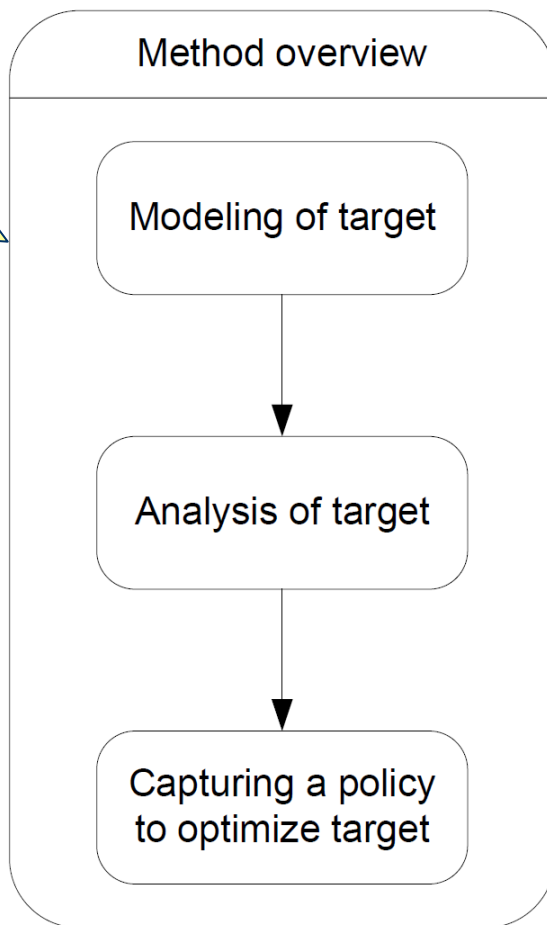 Method overview
Modeling of target
Analysis of target
Capturing a policy
to optimize target